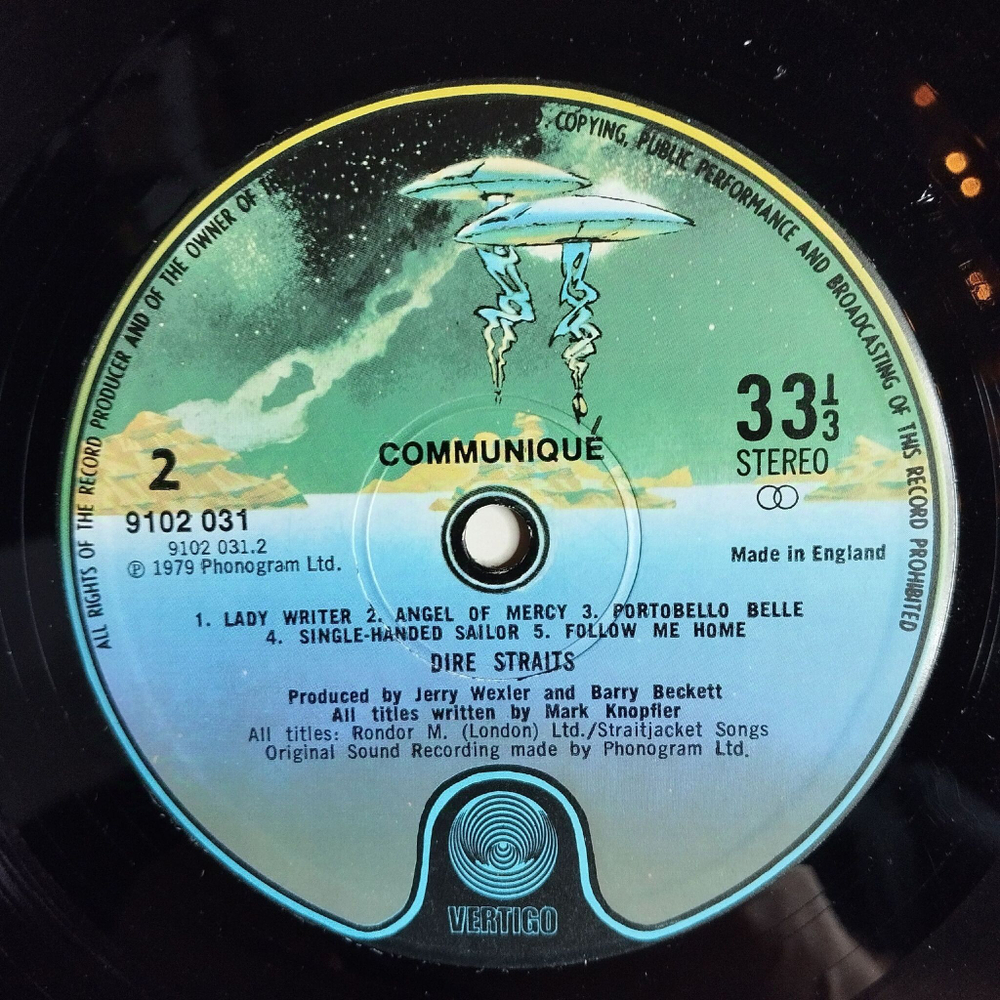 ALL RIGHTS OF THE RECORD PRODUCER AND OF THE OWNER OF
COPYING, PUBLIC PERFORMANCE AND BROADCASTING OF THIS RECORD PROHIBITED
33 1/3
STEREO
COMMUNIQUÉ
2
9102 031
9102 031.2
Ⓟ 1979 Phonogram Ltd.
Made in England
1. LADY WRITER 2. ANGEL OF MERCY 3. PORTOBELLO BELLE
4. SINGLE-HANDED SAILOR 5. FOLLOW ME HOME
DIRE STRAITS
Produced by Jerry Wexler and Barry Beckett
All titles written by Mark Knopfler
All titles: Rondor M. (London) Ltd./Straitjacket Songs
Original Sound Recording made by Phonogram Ltd.
VERTIGO